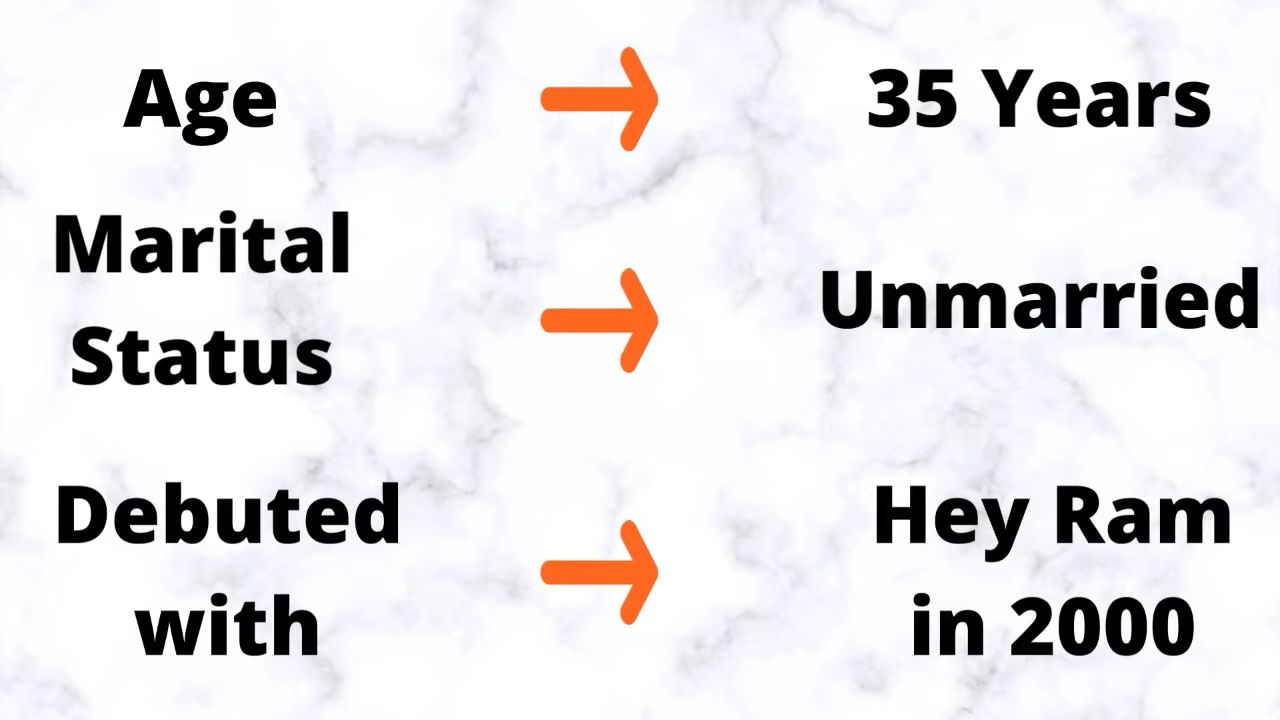 Age
35 Years
Marital
Status
Unmarried
Debuted
with
Hey Ram
in 2000